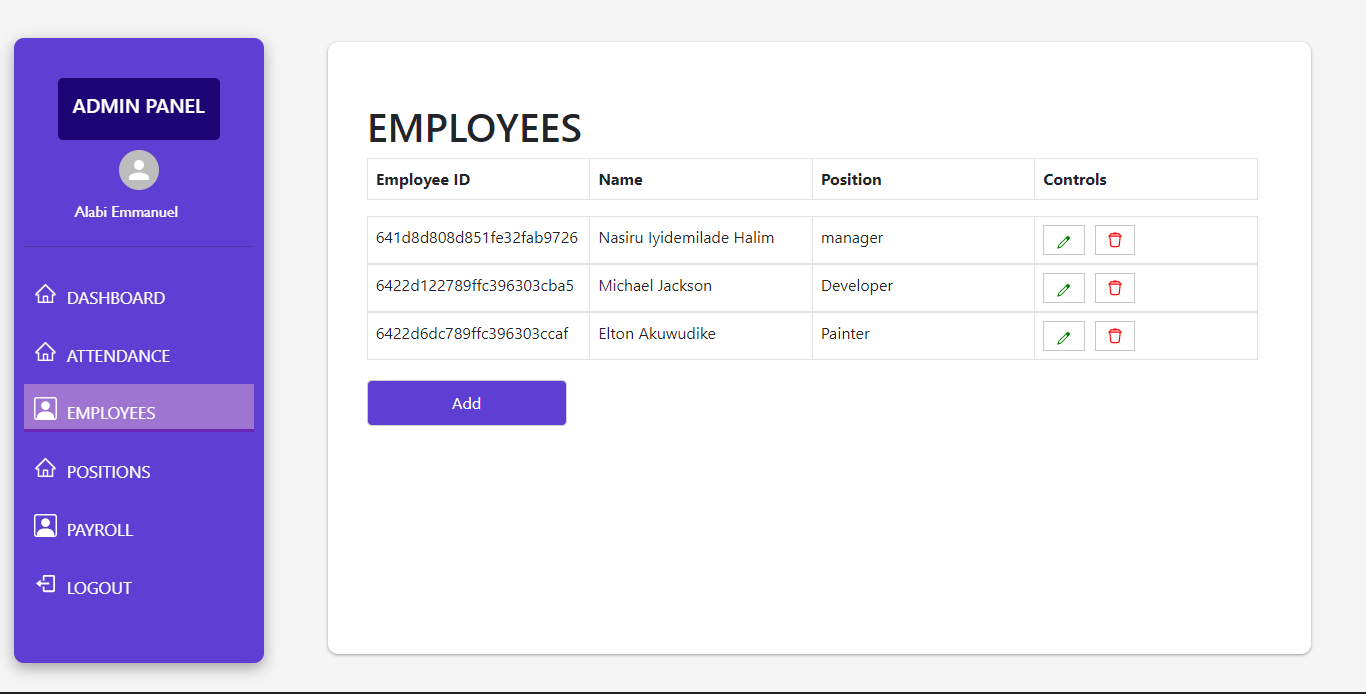 ADMIN PANEL
Alabi Emmanuel
DASHBOARD
ATTENDANCE
EMPLOYEES
POSITIONS
PAYROLL
LOGOUT
EMPLOYEES
Employee ID Name Position Controls
641d8d808d851fe32fab9726 Nasiru Iyidemilade Halim manager
6422d122789ffc396303cba5 Michael Jackson Developer
6422d6dc789ffc396303ccaf Elton Akuwudike Painter
Add